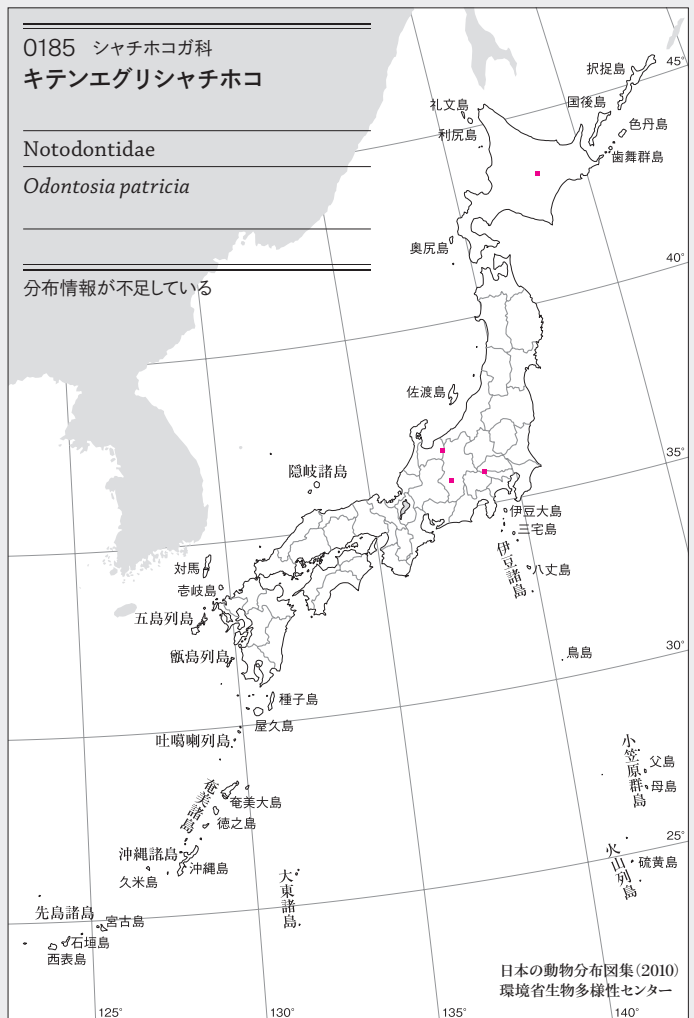 0185 シャチホコガ科
キテンエグリシャチホコ
Notodontidae
Odontosia patricia
分布情報が不足している
択捉島
45°
礼文島
国後島
利尻島
色丹島
歯舞群島
奥尻島
40°
佐渡島
35°
隠岐諸島
伊豆大島
三宅島
伊豆諸島
八丈島
対馬
壱岐島
五島列島
甑島列島
鳥島
30°
種子島
屋久島
吐噶喇列島
小笠原群島
父島
母島
奄美諸島
奄美大島
徳之島
25°
沖縄諸島
沖縄島
久米島
大東諸島
火山列島
硫黄島
先島諸島
宮古島
石垣島
西表島
日本の動物分布図集(2010)
環境省生物多様性センター
125°
130°
135°
140°